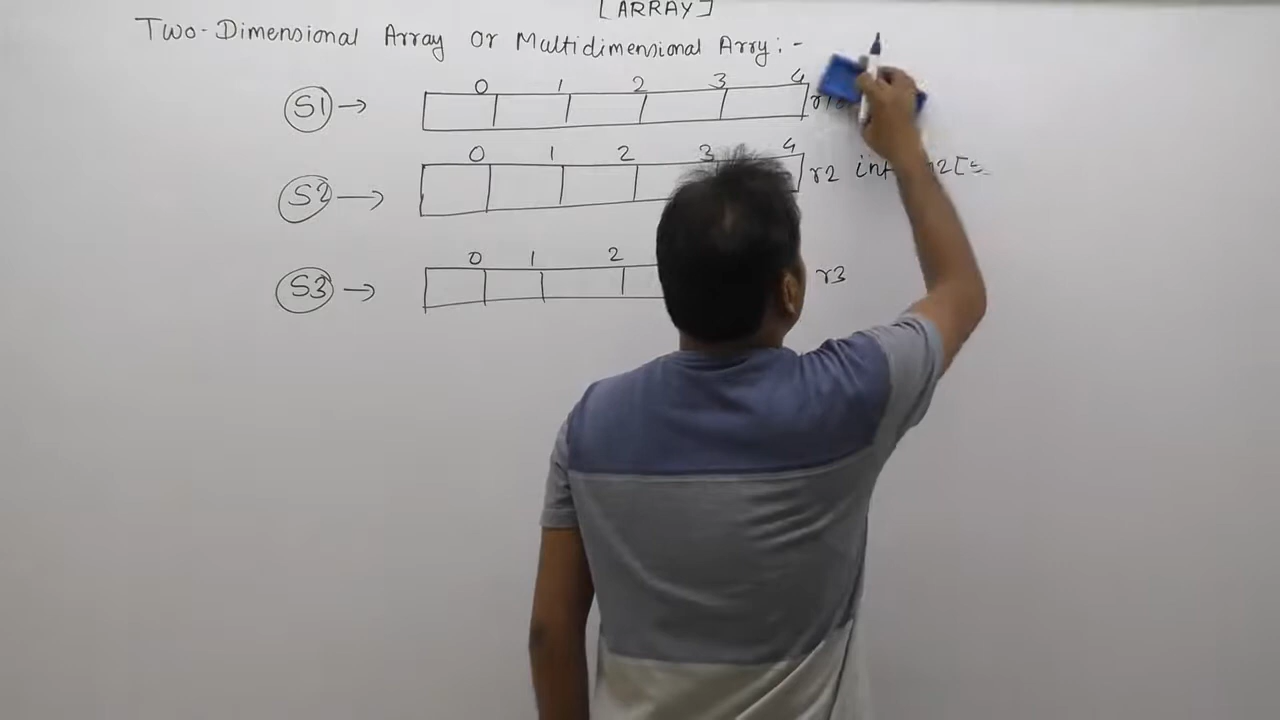 [ARRAY]
Two-Dimensional Array Or Multidimensional Arry:-
0 1 2 3 4
S1 →
0 1 2 3 4
S2 → r2 int
0 1 2
S3 → r3